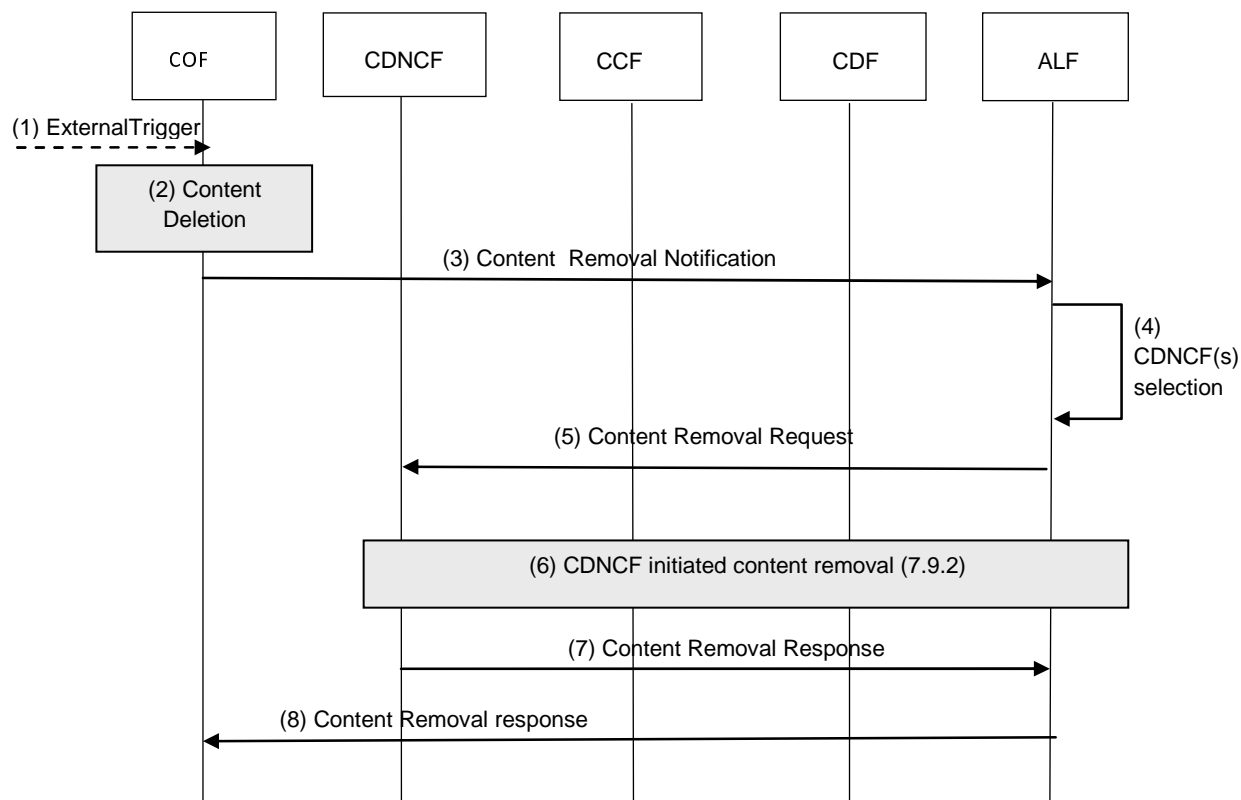 COF
CDNCF
CCF
CDF
ALF
(1) ExternalTrigger
(2) Content
Deletion
(3) Content Removal Notification
(4)
CDNCF(s)
selection
(5) Content Removal Request
(6) CDNCF initiated content removal (7.9.2)
(7) Content Removal Response
(8) Content Removal response